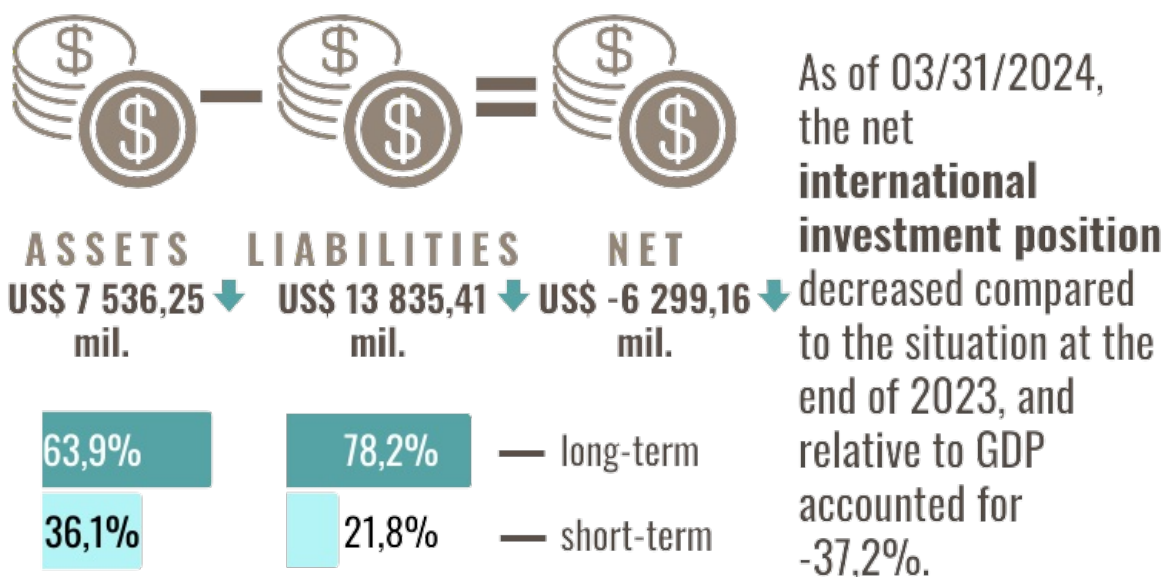 ASSETS
US$ 7 536,25
mil.
LIABILITIES
US$ 13 835,41
mil.
NET
US$ -6 299,16
mil.
63,9%
36,1%
78,2%
21,8%
long-term
short-term
As of 03/31/2024,
the net
international
investment position
decreased compared
to the situation at the
end of 2023, and
relative to GDP
accounted for
-37,2%.